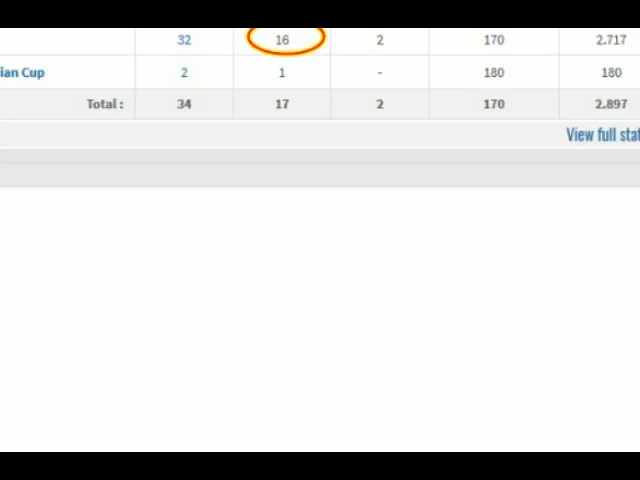 32 16 2 170 2.717
ian Cup 2 1 - 180 180
Total : 34 17 2 170 2.897
View full stat